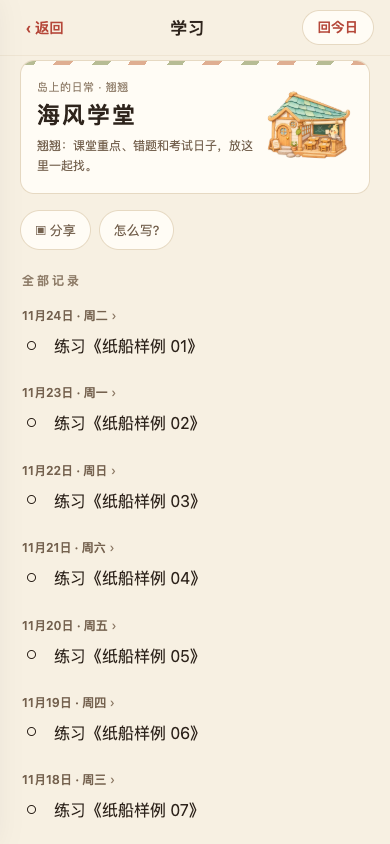 ‹ 返回
学习
回今日
岛上的日常 · 翘翘
海风学堂
翘翘：课堂重点、错题和考试日子，放这
里一起找。
▣ 分享
怎么写?
全部记录
11月24日 · 周二 ›
练习《纸船样例 01》
11月23日 · 周一 ›
练习《纸船样例 02》
11月22日 · 周日 ›
练习《纸船样例 03》
11月21日 · 周六 ›
练习《纸船样例 04》
11月20日 · 周五 ›
练习《纸船样例 05》
11月19日 · 周四 ›
练习《纸船样例 06》
11月18日 · 周三 ›
练习《纸船样例 07》